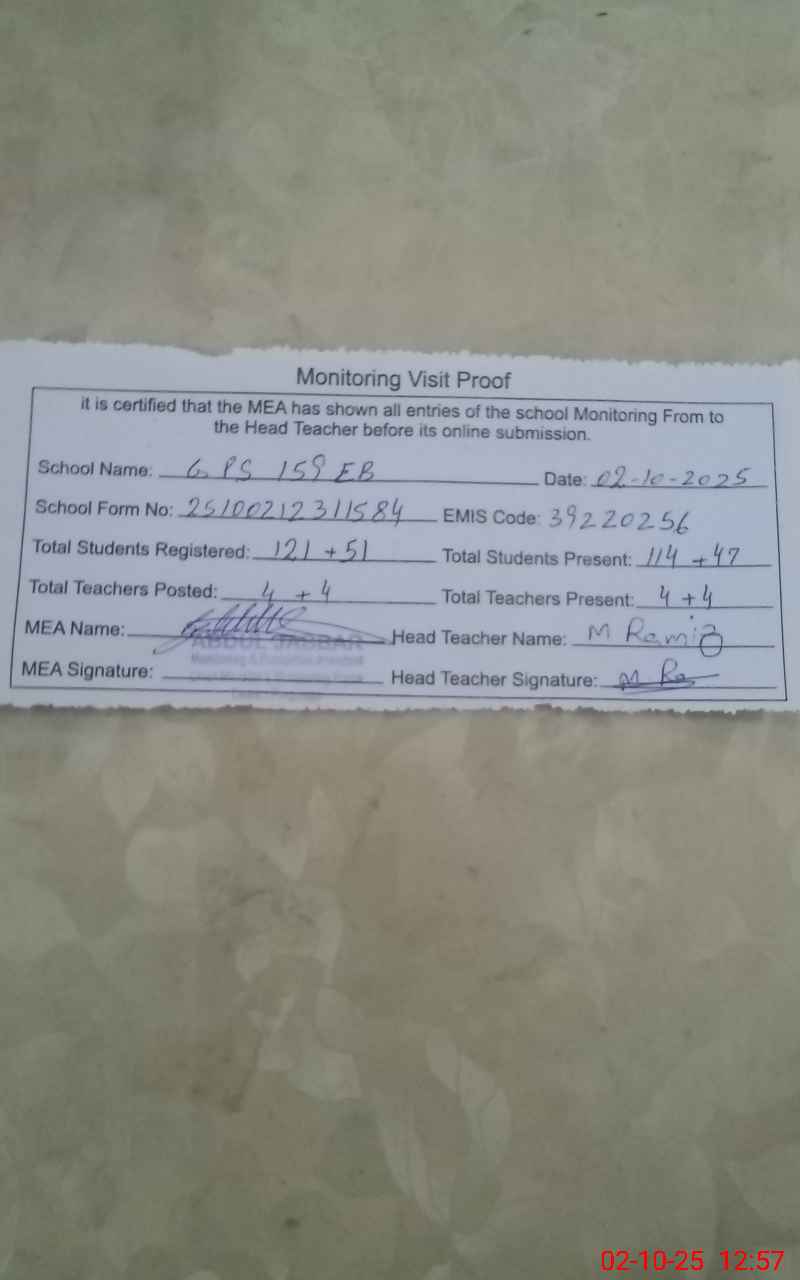 Monitoring Visit Proof
it is certified that the MEA has shown all entries of the school Monitoring From to
the Head Teacher before its online submission.
School Name: G PS 159 EB Date: 02-10-2025
School Form No: 25100212311584 EMIS Code: 39220256
Total Students Registered: 121 + 51 Total Students Present: 114 + 47
Total Teachers Posted: 4 + 4 Total Teachers Present: 4 + 4
MEA Name: ABDUL JABBAR Head Teacher Name: M Ramiz
MEA Signature: Head Teacher Signature: M Ra
02-10-25 12:57